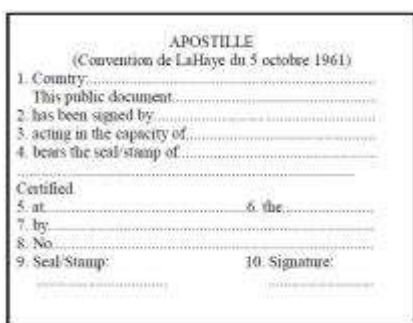 APOSTILLE
(Convention de LaHaye du 5 octobre 1961)
1. Country:
This public document
2. has been signed by
3. acting in the capacity of
4. bears the seal/stamp of
Certified
5. at 6. the
7. by
8. No.
9. Seal/Stamp: 10. Signature: